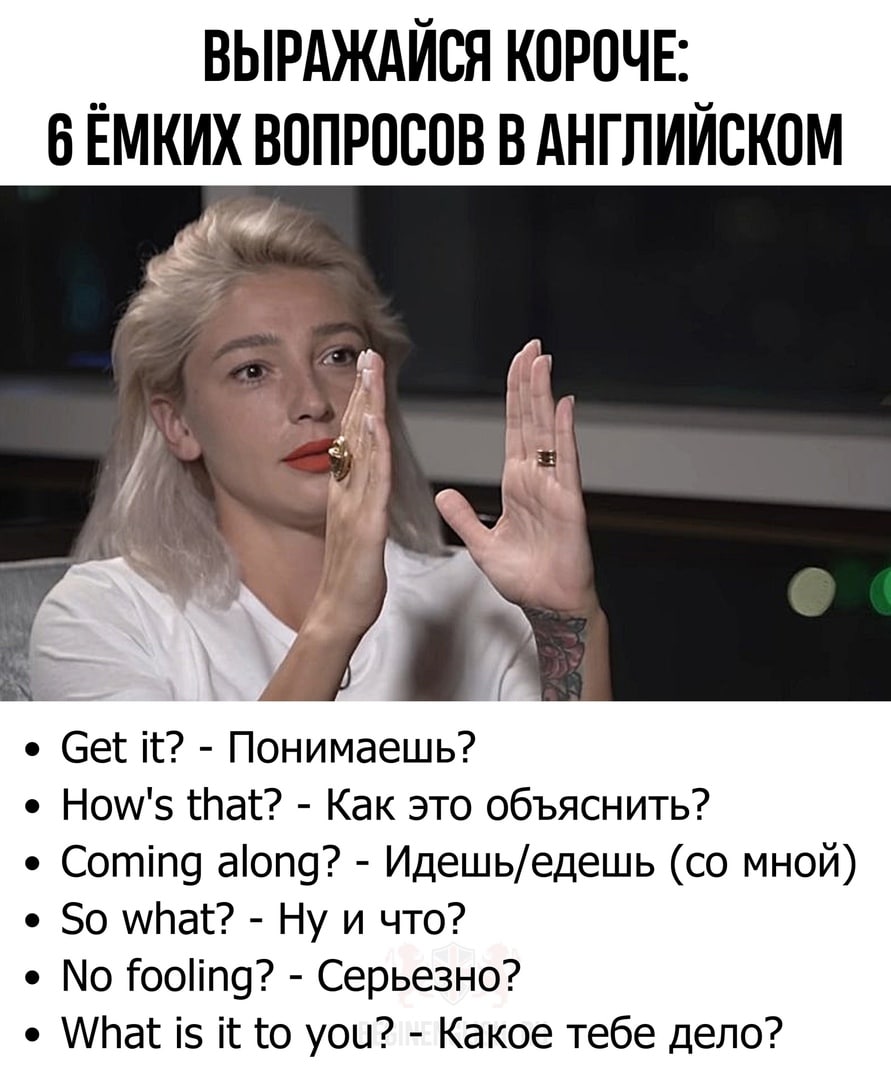 ВЫРАЖАЙСЯ КОРОЧЕ:
6 ЁМКИХ ВОПРОСОВ В АНГЛИЙСКОМ
• Get it? - Понимаешь?
• How's that? - Как это объяснить?
• Coming along? - Идешь/едешь (со мной)
• So what? - Ну и что?
• No fooling? - Серьезно?
• What is it to you? - Какое тебе дело?